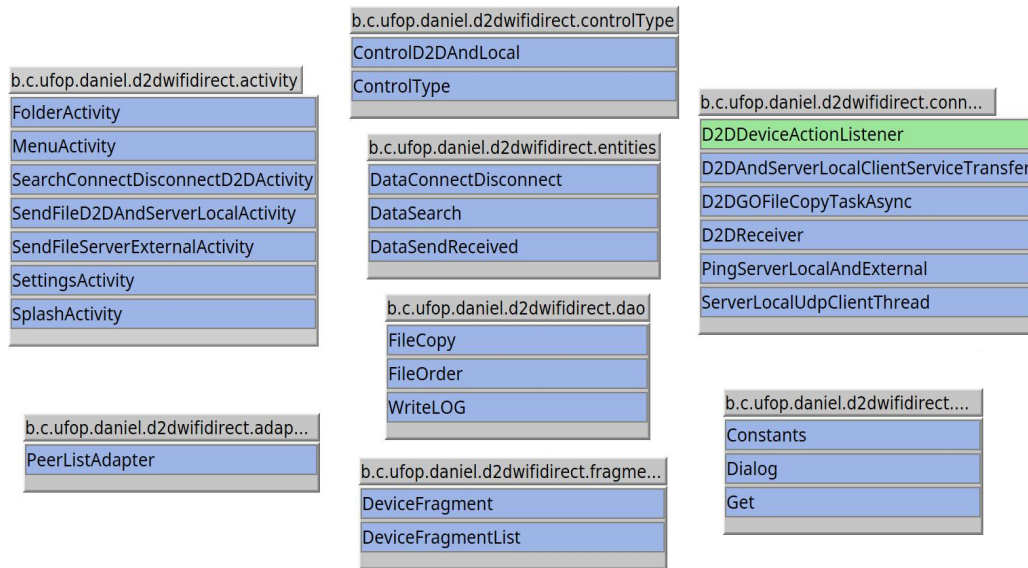 b.c.ufop.daniel.d2dwifidirect.activity
FolderActivity
MenuActivity
SearchConnectDisconnectD2DActivity
SendFileD2DAndServerLocalActivity
SendFileServerExternalActivity
SettingsActivity
SplashActivity
b.c.ufop.daniel.d2dwifidirect.adap...
PeerListAdapter
b.c.ufop.daniel.d2dwifidirect.controlType
ControlD2DAndLocal
ControlType
b.c.ufop.daniel.d2dwifidirect.entities
DataConnectDisconnect
DataSearch
DataSendReceived
b.c.ufop.daniel.d2dwifidirect.dao
FileCopy
FileOrder
WriteLOG
b.c.ufop.daniel.d2dwifidirect.fragme...
DeviceFragment
DeviceFragmentList
b.c.ufop.daniel.d2dwifidirect.conn...
D2DDeviceActionListener
D2DAndServerLocalClientServiceTransfer
D2DGOFileCopyTaskAsync
D2DReceiver
PingServerLocalAndExternal
ServerLocalUdpClientThread
b.c.ufop.daniel.d2dwifidirect....
Constants
Dialog
Get